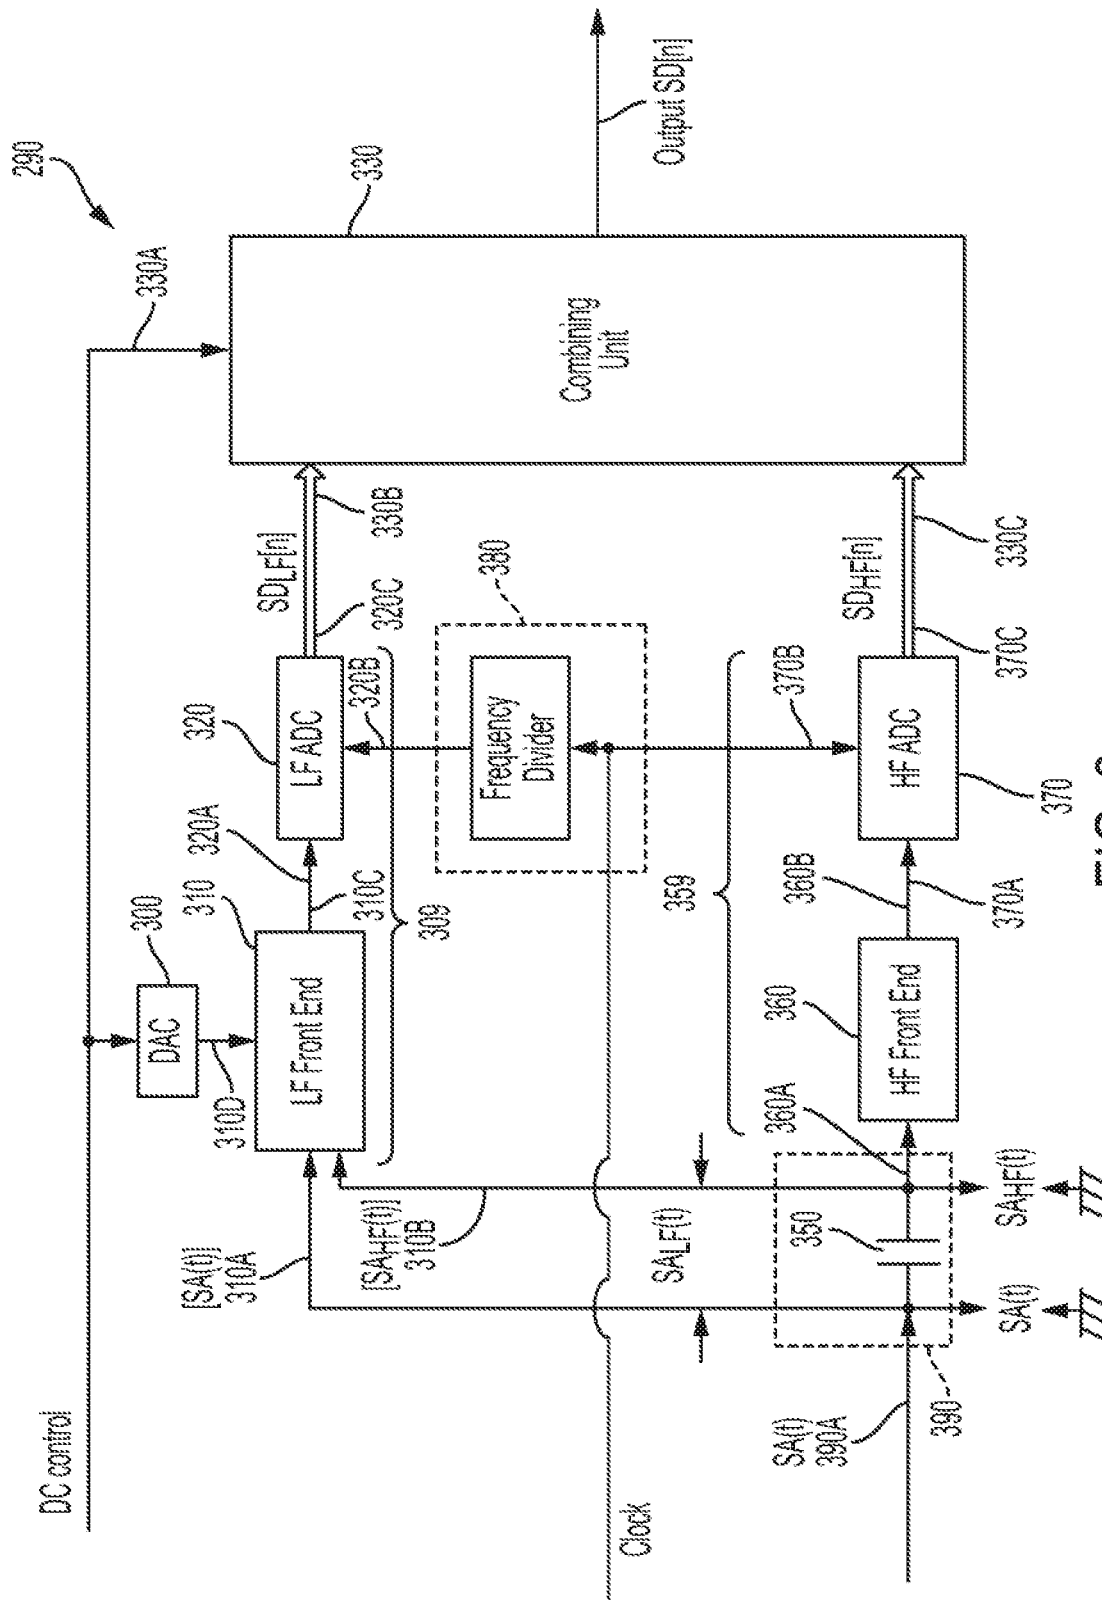 290
DC control
330A
DAC
300
310D
LF Front End
310
310C
320A
LF ADC
320
320B
320C
SDLF[n]
330B
330
Combining
Unit
Output SD[n]
[SA(t)]
310A
[SAHF(t)]
310B
309
Frequency
Divider
380
Clock
SALF(t)
359
370B
SA(t)
390A
390
350
360A
HF Front End
360
360B
370A
HF ADC
370
370C
SDHF[n]
330C
SA(t)
SAHF(t)